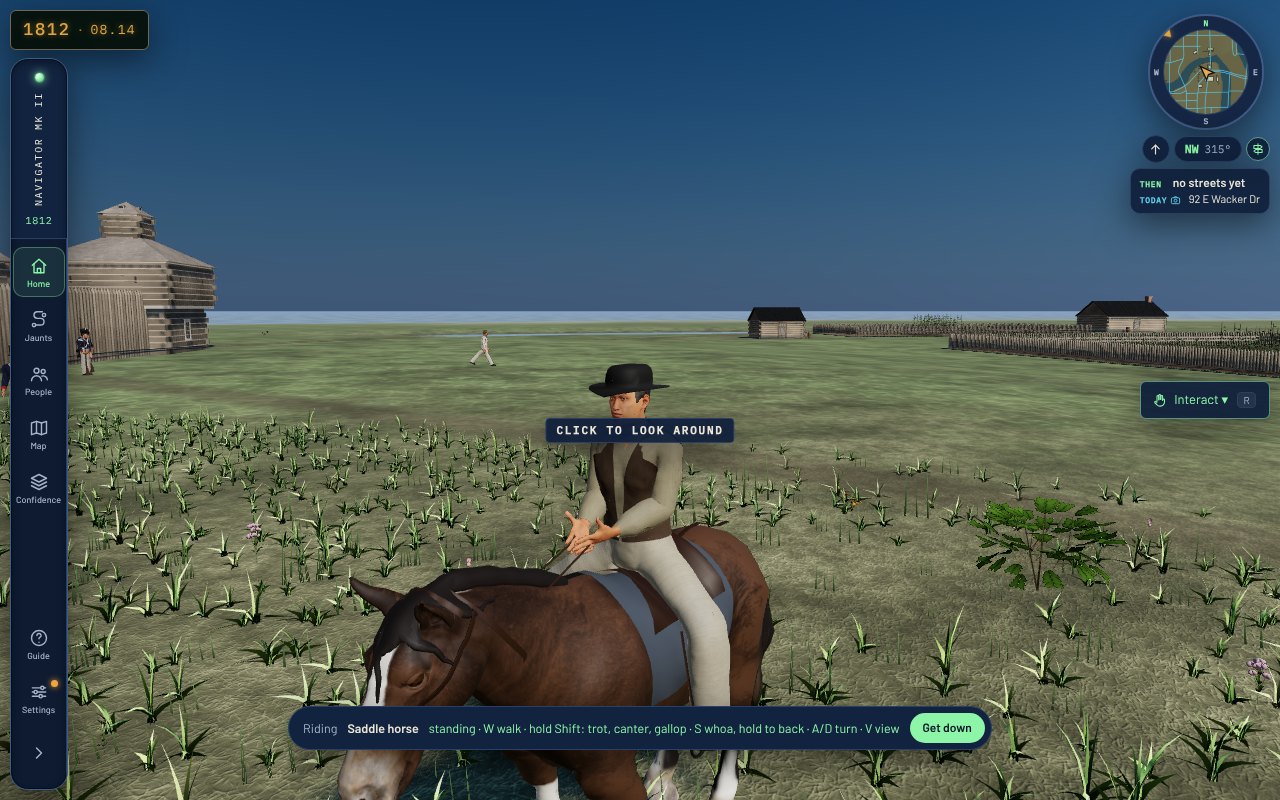 1812 · 08.14
NAVIGATOR MK II
1812
Home
Jaunts
People
Map
Confidence
Guide
Settings
N
W
E
S
NW 315°
THEN no streets yet
TODAY 92 E Wacker Dr
Interact ▾ R
CLICK TO LOOK AROUND
Riding Saddle horse standing · W walk · hold Shift: trot, canter, gallop · S whoa, hold to back · A/D turn · V view Get down